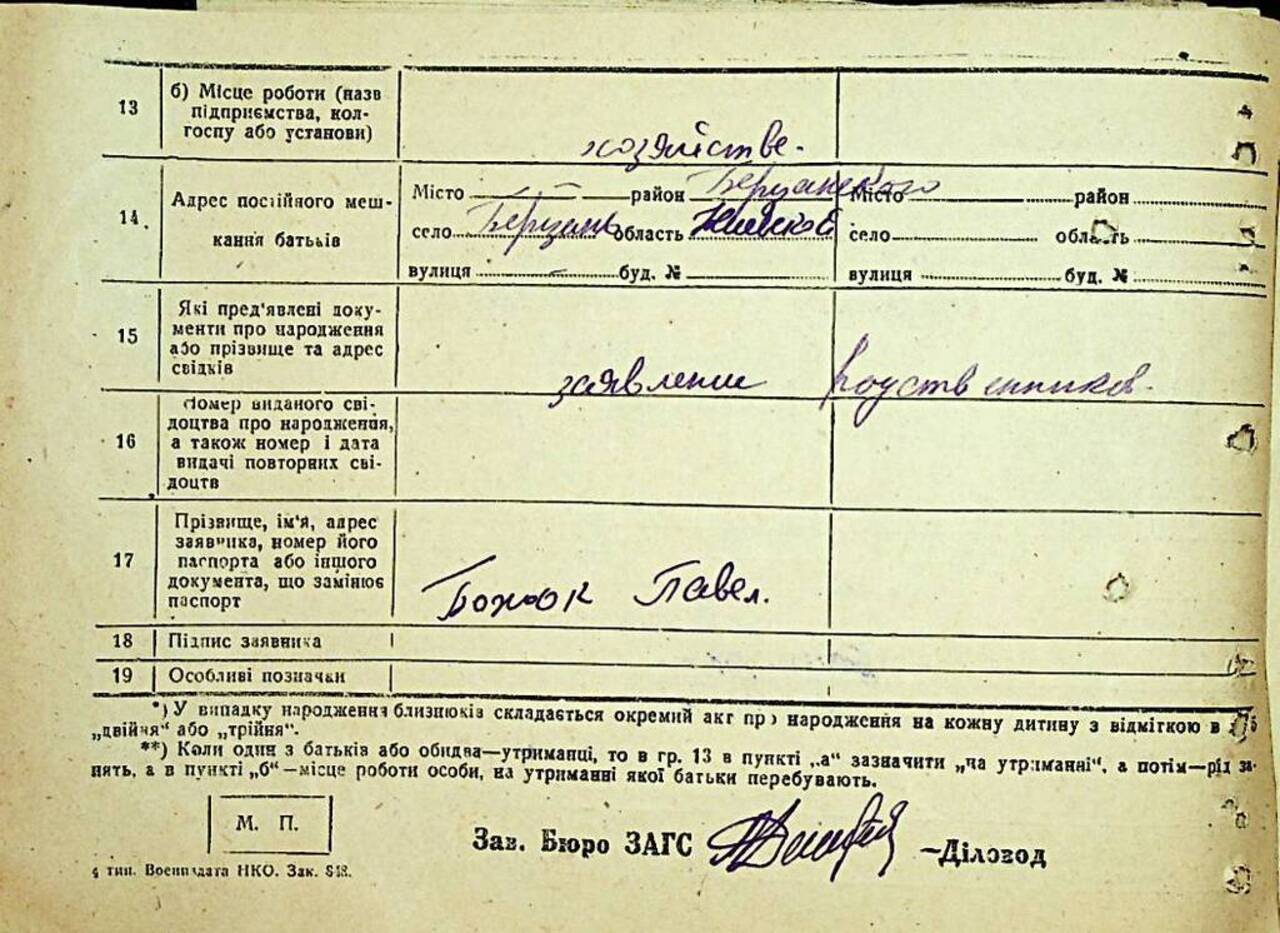 13 б) Місце роботи (назв
підприємства, кол-
госпу або установи)
хозяйстве.
14. Адрес постійного меш-
кання батьків
Місто — район Березанского Місто район
село Березань область Киевск село область
вулиця — буд. № вулиця буд. №
15 Які пред'явлені доку-
менти про народження
або прізвище та адрес
свідків
заявление родственников
16 Номер виданого сві-
доцтва про народження,
а також номер і дата
видачі повторних сві-
доцтв
17 Прізвище, ім'я, адрес
заявника, номер його
паспорта або іншого
документа, що замінює
паспорт
Божок Павел.
18 Підпис заявника
19 Особливі позначки
*) У випадку народження близнюків складається окремий акт про народження на кожну дитину з відміткою в
„двійня“ або „трійня“.
**) Коли один з батьків або обидва—утриманці, то в гр. 13 в пункті „а“ зазначити „на утриманні“, а потім—рід за-
нять, а в пункті „б“—місце роботи особи, на утриманні якої батьки перебувають.
М. П.
Зав. Бюро ЗАГС —Діловод
4 тип. Воениздата НКО. Зак.